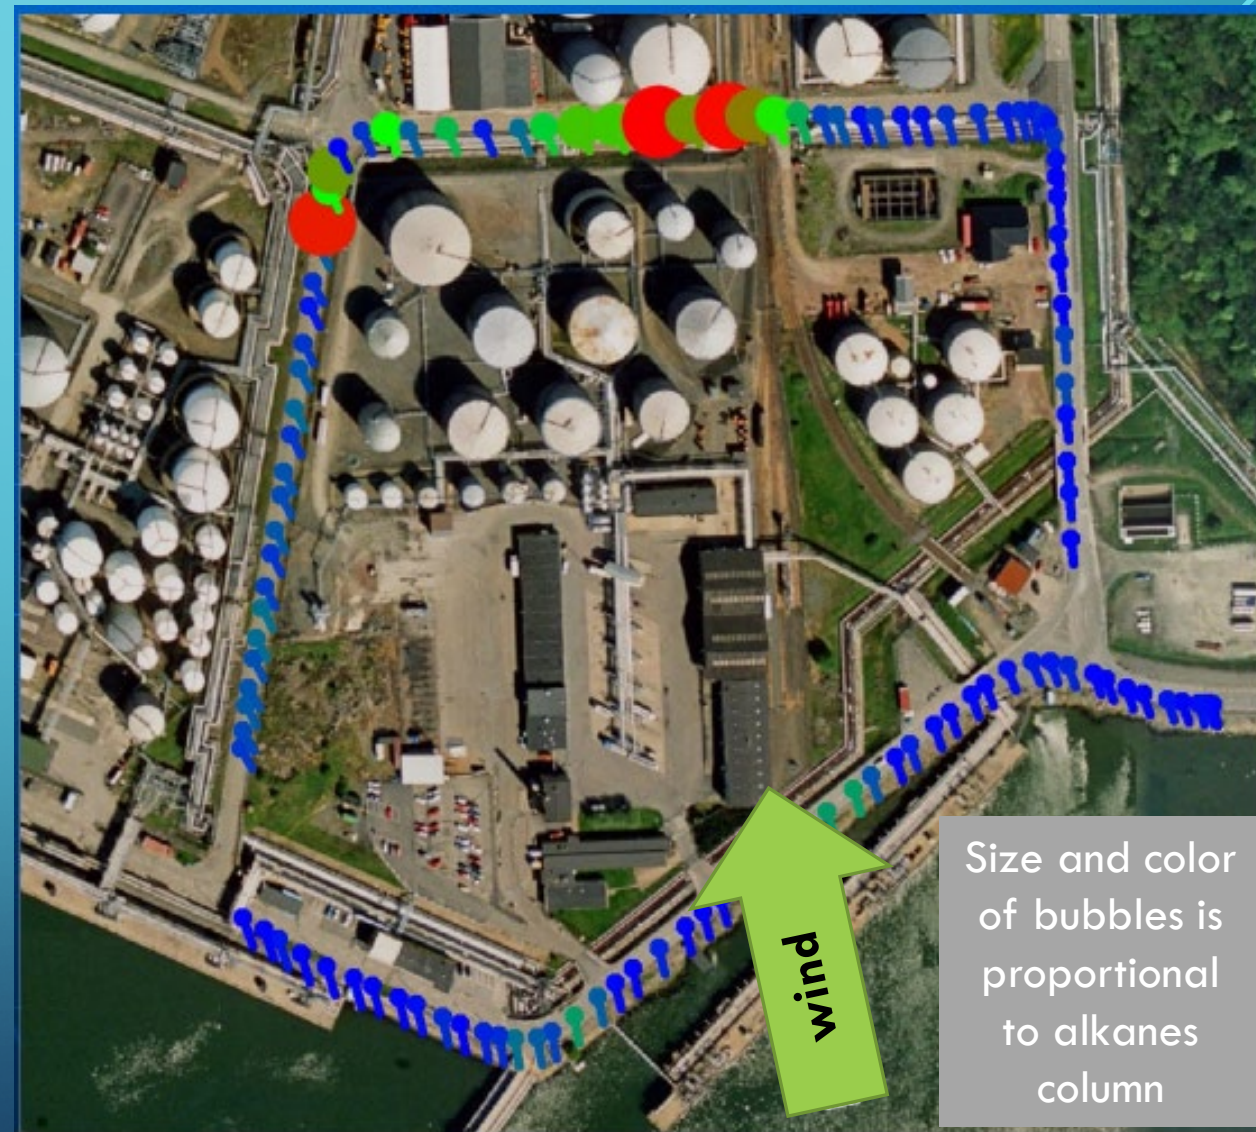 wind
Size and color
of bubbles is
proportional
to alkanes
column